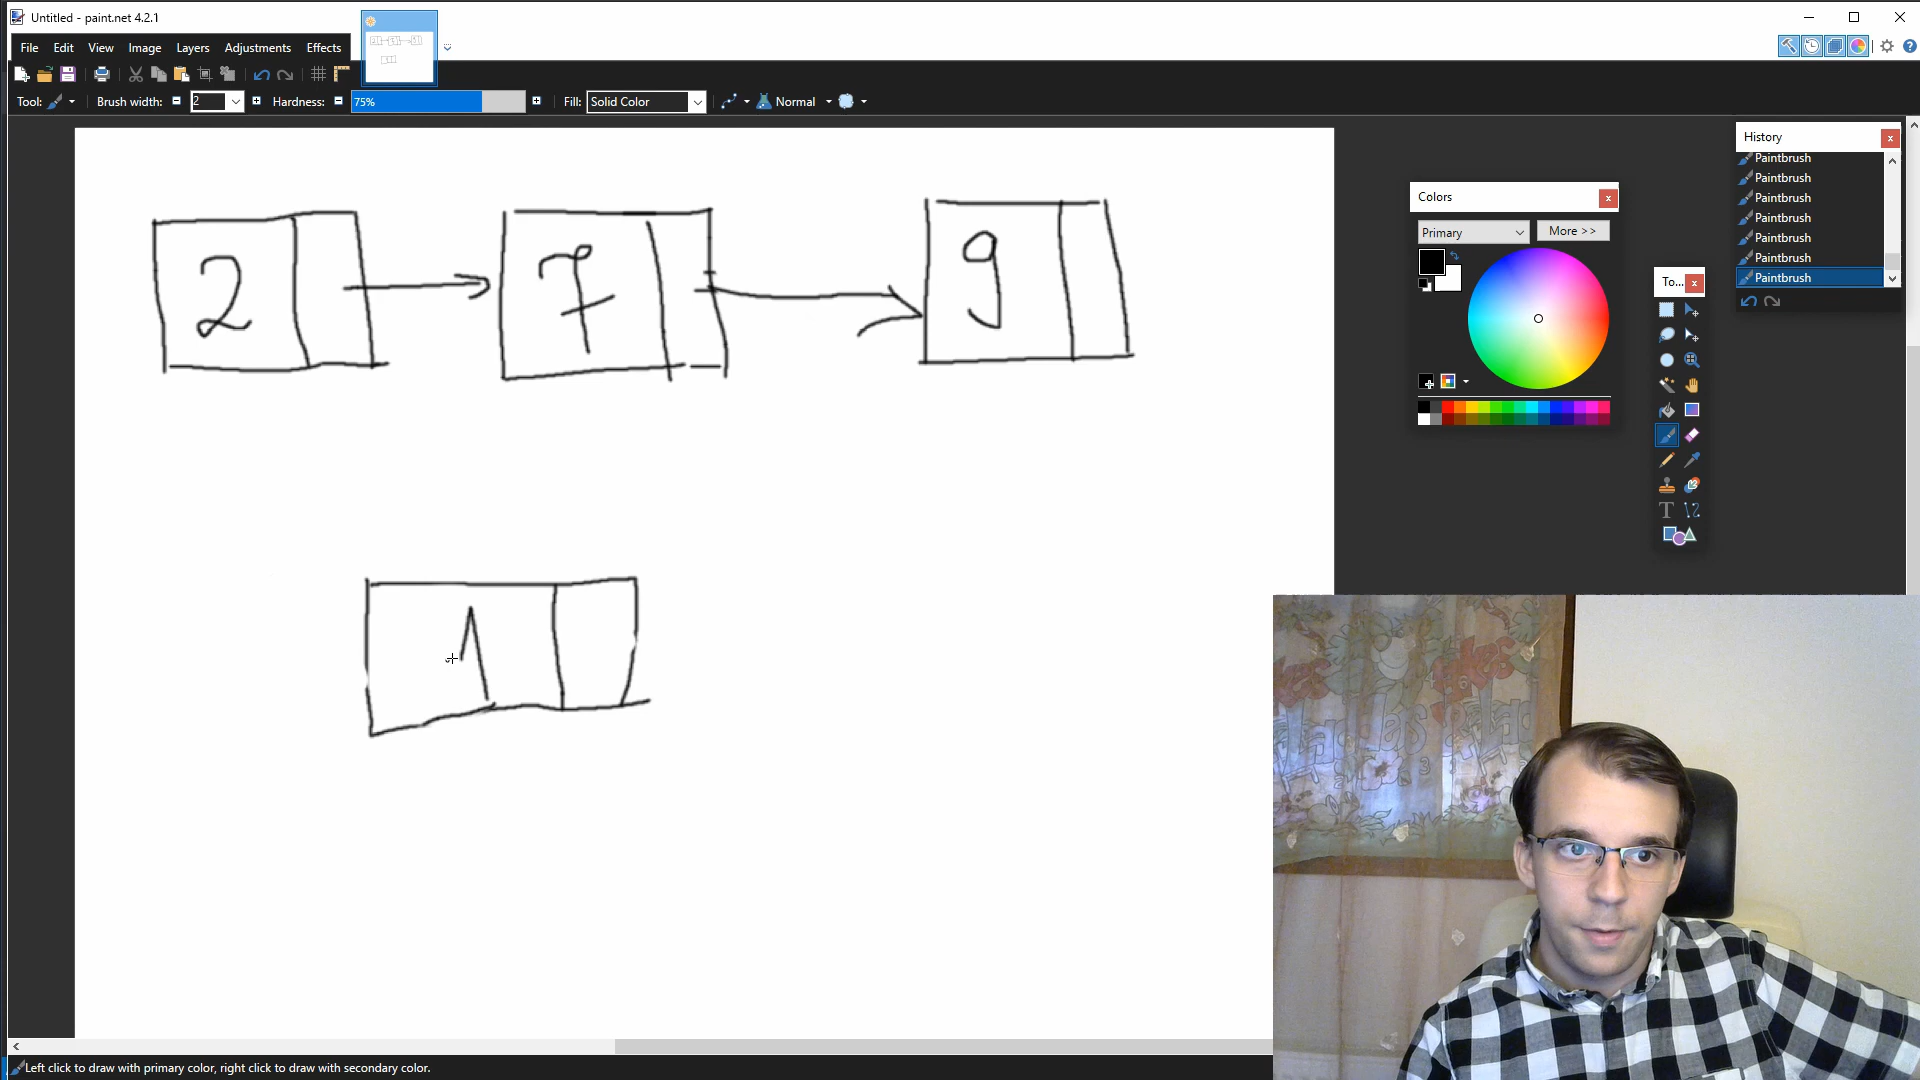 Untitled - paint.net 4.2.1
File Edit View Image Layers Adjustments Effects
Tool: Brush width: 2 Hardness: 75% Fill: Solid Color Normal
History
Paintbrush
Paintbrush
Paintbrush
Paintbrush
Paintbrush
Paintbrush
Paintbrush
Colors
Primary More >>
To...
2 7 9
1
Left click to draw with primary color, right click to draw with secondary color.